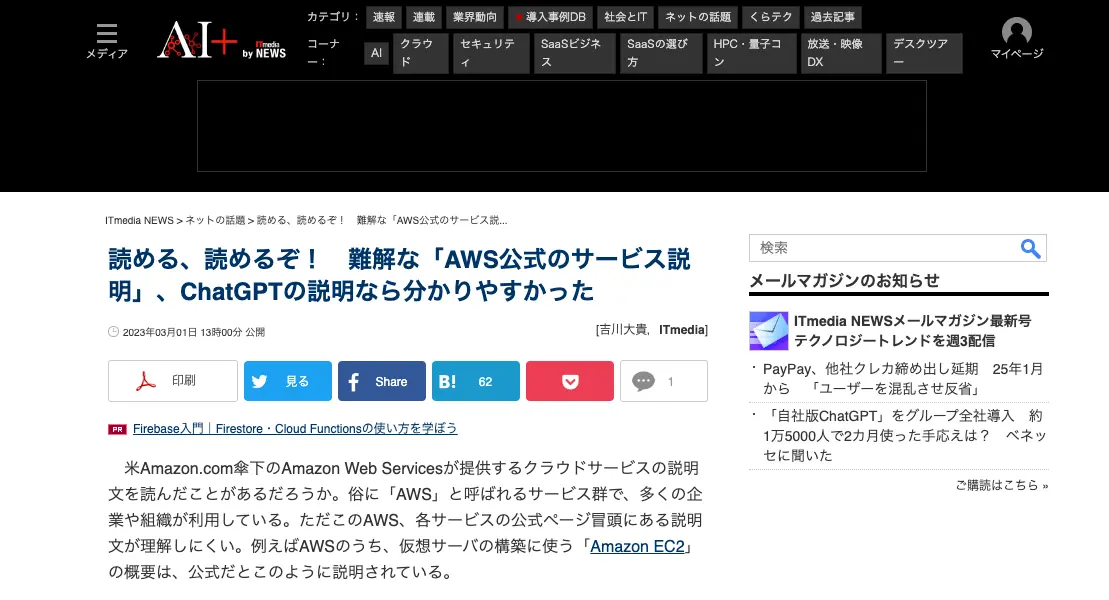 カテゴリ： 速報 連載 業界動向 導入事例DB 社会とIT ネットの話題 くらテク 過去記事
メディア
AI+ by ITmedia NEWS
コーナー： AI クラウド セキュリティ SaaSビジネス SaaSの選び方 HPC・量子コン 放送・映像DX デスクツアー
マイページ
ITmedia NEWS > ネットの話題 > 読める、読めるぞ！　難解な「AWS公式のサービス説...
読める、読めるぞ！　難解な「AWS公式のサービス説
明」、ChatGPTの説明なら分かりやすかった
2023年03月01日 13時00分 公開
[吉川大貴，ITmedia]
印刷 見る Share B! 62 1
PR Firebase入門｜Firestore・Cloud Functionsの使い方を学ぼう
　米Amazon.com傘下のAmazon Web Servicesが提供するクラウドサービスの説明
文を読んだことがあるだろうか。俗に「AWS」と呼ばれるサービス群で、多くの企
業や組織が利用している。ただこのAWS、各サービスの公式ページ冒頭にある説明
文が理解しにくい。例えばAWSのうち、仮想サーバの構築に使う「Amazon EC2」
の概要は、公式だとこのように説明されている。
検索
メールマガジンのお知らせ
ITmedia NEWSメールマガジン最新号
テクノロジートレンドを週3配信
・PayPay、他社クレカ締め出し延期　25年1月
から　「ユーザーを混乱させ反省」
・「自社版ChatGPT」をグループ全社導入　約
1万5000人で2カ月使った手応えは？　ベネッ
セに聞いた
ご購読はこちら »